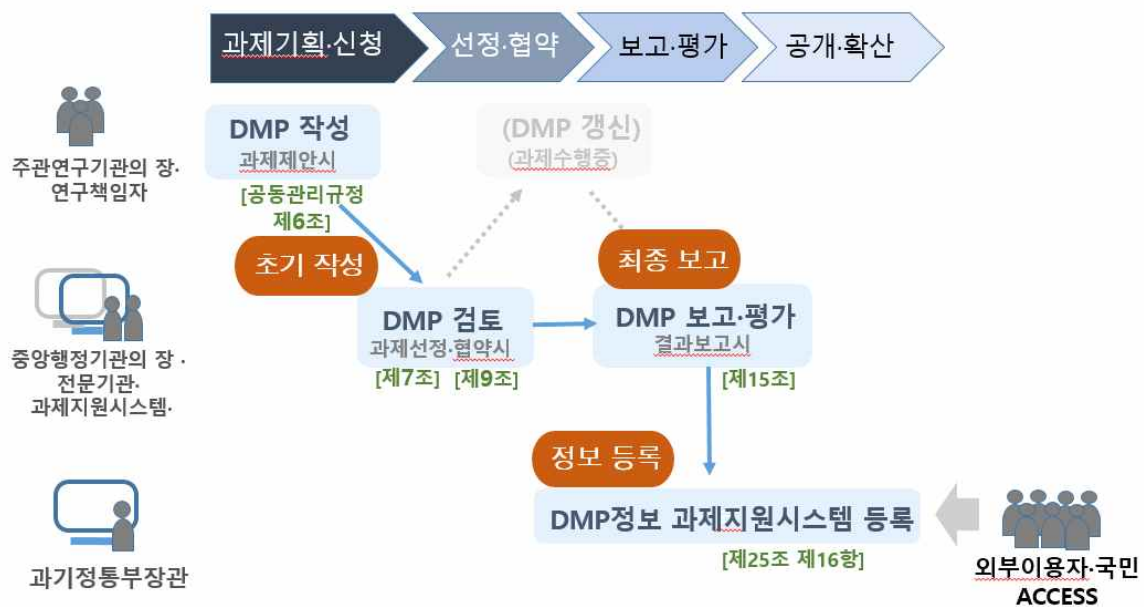 과제기획·신청
선정·협약
보고·평가
공개·확산
주관연구기관의 장·
연구책임자
DMP 작성
과제제안시
[공동관리규정
제6조]
(DMP 갱신)
(과제수행중)
초기 작성
최종 보고
중앙행정기관의 장 ·
전문기관·
과제지원시스템·
DMP 검토
과제선정·협약시
[제7조] [제9조]
DMP 보고·평가
결과보고시
[제15조]
정보 등록
과기정통부장관
DMP정보 과제지원시스템 등록
[제25조 제16항]
외부이용자·국민
ACCESS